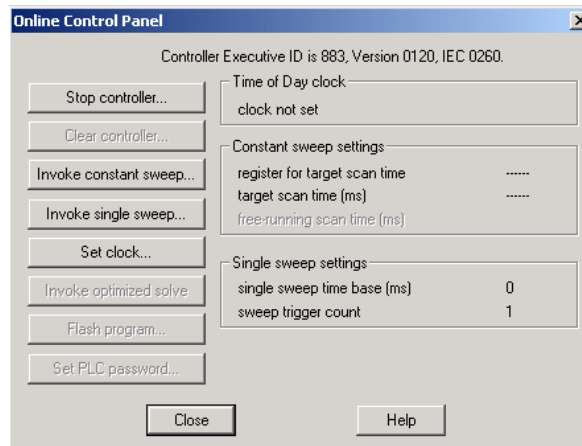 Online Control Panel
Controller Executive ID is 883, Version 0120, IEC 0260.
Stop controller...
Clear controller...
Invoke constant sweep...
Invoke single sweep...
Set clock...
Invoke optimized solve
Flash program...
Set PLC password...
Time of Day clock
clock not set
Constant sweep settings
register for target scan time ------
target scan time (ms) ------
free-running scan time (ms)
Single sweep settings
single sweep time base (ms) 0
sweep trigger count 1
Close
Help